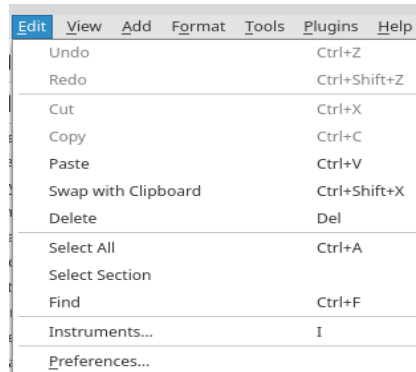 Edit View Add Format Tools Plugins Help
Undo Ctrl+Z
Redo Ctrl+Shift+Z
Cut Ctrl+X
Copy Ctrl+C
Paste Ctrl+V
Swap with Clipboard Ctrl+Shift+X
Delete Del
Select All Ctrl+A
Select Section
Find Ctrl+F
Instruments... I
Preferences...